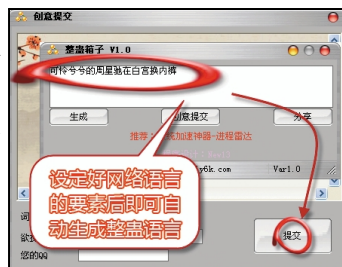 创意提交
整蛊箱子 V1.0
可怜兮兮的周星驰在白宫换内裤
生成
创意提交
分享
推荐:
统加速神器-进程雷达
y6k.com
Var1.0
设定好网络语言
的要素后即可自
动生成整蛊语言
提交
您的QQ